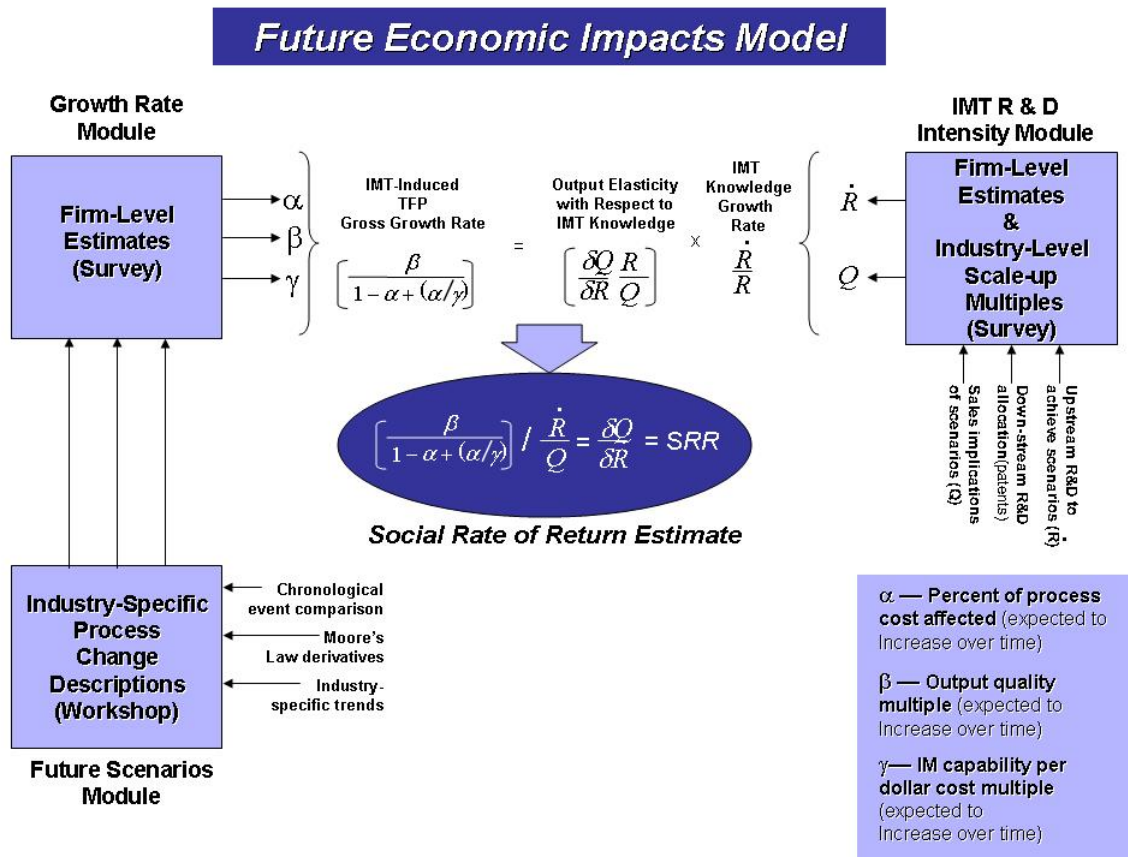 Future Economic Impacts Model
Growth Rate
Module
Firm-Level
Estimates
(Survey)
α
β
γ
IMT-Induced
TFP
Gross Growth Rate
β
1 − α + (α/γ)
=
Output Elasticity
with Respect to
IMT Knowledge
δQ R
δR Q
x
IMT
Knowledge
Growth
Rate
Ṙ
R
Ṙ
Q
IMT R & D
Intensity Module
Firm-Level
Estimates
&
Industry-Level
Scale-up
Multiples
(Survey)
Sales implications
of scenarios (Q)
Down-stream R&D
allocation(patents)
Upstream R&D to
achieve scenarios (Ṙ)
β / Ṙ = δQ = SRR
1 − α + (α/γ) Q δR
Social Rate of Return Estimate
Industry-Specific
Process
Change
Descriptions
(Workshop)
Chronological
event comparison
Moore's
Law derivatives
Industry-
specific trends
Future Scenarios
Module
α — Percent of process
cost affected (expected to
Increase over time)
β — Output quality
multiple (expected to
Increase over time)
γ— IM capability per
dollar cost multiple
(expected to
Increase over time)